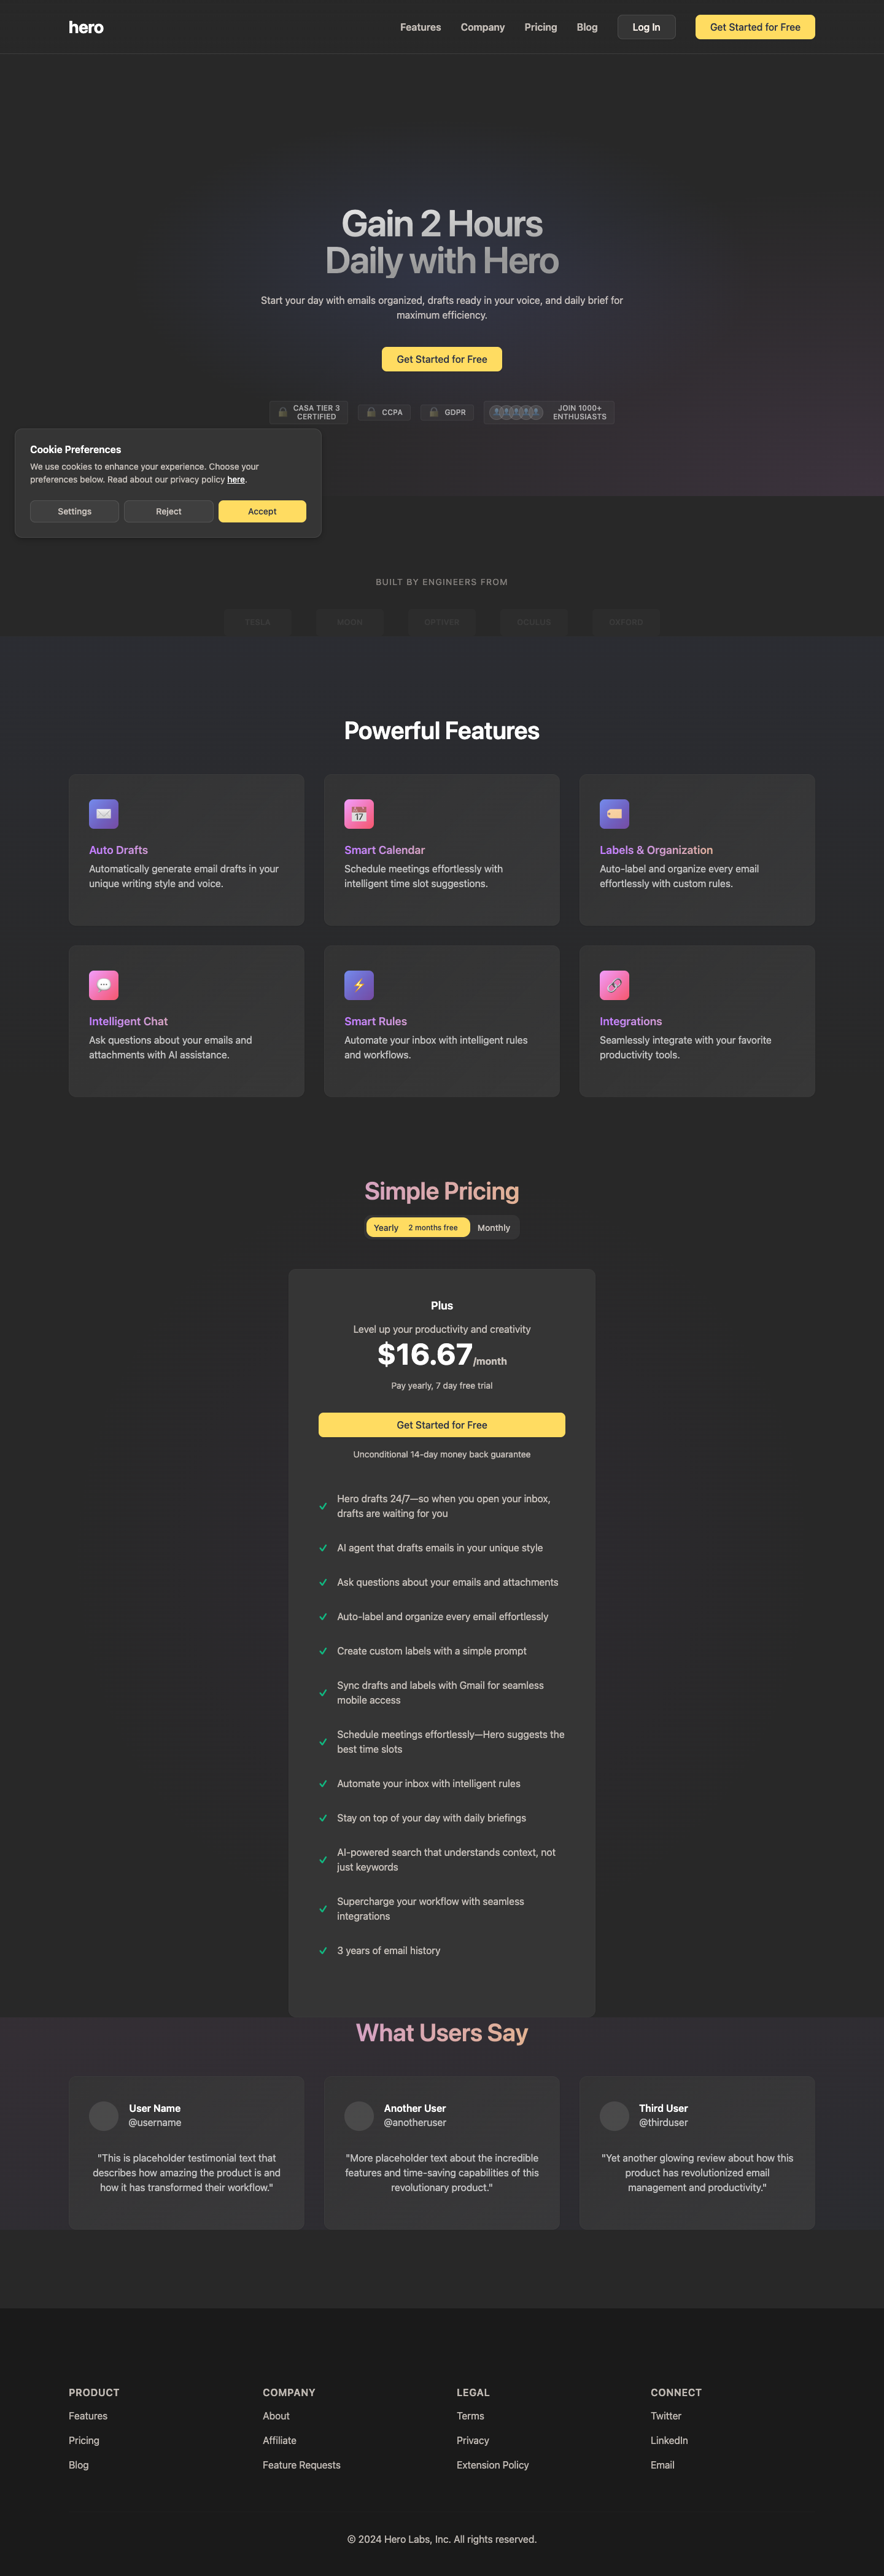 hero
Features
Company
Pricing
Blog
Log In
Get Started for Free
Gain 2 Hours
Daily with Hero
Start your day with emails organized, drafts ready in your voice, and daily brief for
maximum efficiency.
Get Started for Free
CASA TIER 3
CERTIFIED
CCPA
GDPR
JOIN 1000+
ENTHUSIASTS
Cookie Preferences
We use cookies to enhance your experience. Choose your
preferences below. Read about our privacy policy here.
Settings
Reject
Accept
BUILT BY ENGINEERS FROM
TESLA
MOON
OPTIVER
OCULUS
OXFORD
Powerful Features
Auto Drafts
Automatically generate email drafts in your
unique writing style and voice.
Smart Calendar
Schedule meetings effortlessly with
intelligent time slot suggestions.
Labels & Organization
Auto-label and organize every email
effortlessly with custom rules.
Intelligent Chat
Ask questions about your emails and
attachments with AI assistance.
Smart Rules
Automate your inbox with intelligent rules
and workflows.
Integrations
Seamlessly integrate with your favorite
productivity tools.
Simple Pricing
Yearly 2 months free Monthly
Plus
Level up your productivity and creativity
$16.67/month
Pay yearly, 7 day free trial
Get Started for Free
Unconditional 14-day money back guarantee
Hero drafts 24/7—so when you open your inbox,
drafts are waiting for you
AI agent that drafts emails in your unique style
Ask questions about your emails and attachments
Auto-label and organize every email effortlessly
Create custom labels with a simple prompt
Sync drafts and labels with Gmail for seamless
mobile access
Schedule meetings effortlessly—Hero suggests the
best time slots
Automate your inbox with intelligent rules
Stay on top of your day with daily briefings
AI-powered search that understands context, not
just keywords
Supercharge your workflow with seamless
integrations
3 years of email history
What Users Say
User Name
@username
"This is placeholder testimonial text that
describes how amazing the product is and
how it has transformed their workflow."
Another User
@anotheruser
"More placeholder text about the incredible
features and time-saving capabilities of this
revolutionary product."
Third User
@thirduser
"Yet another glowing review about how this
product has revolutionized email
management and productivity."
PRODUCT
Features
Pricing
Blog
COMPANY
About
Affiliate
Feature Requests
LEGAL
Terms
Privacy
Extension Policy
CONNECT
Twitter
LinkedIn
Email
© 2024 Hero Labs, Inc. All rights reserved.